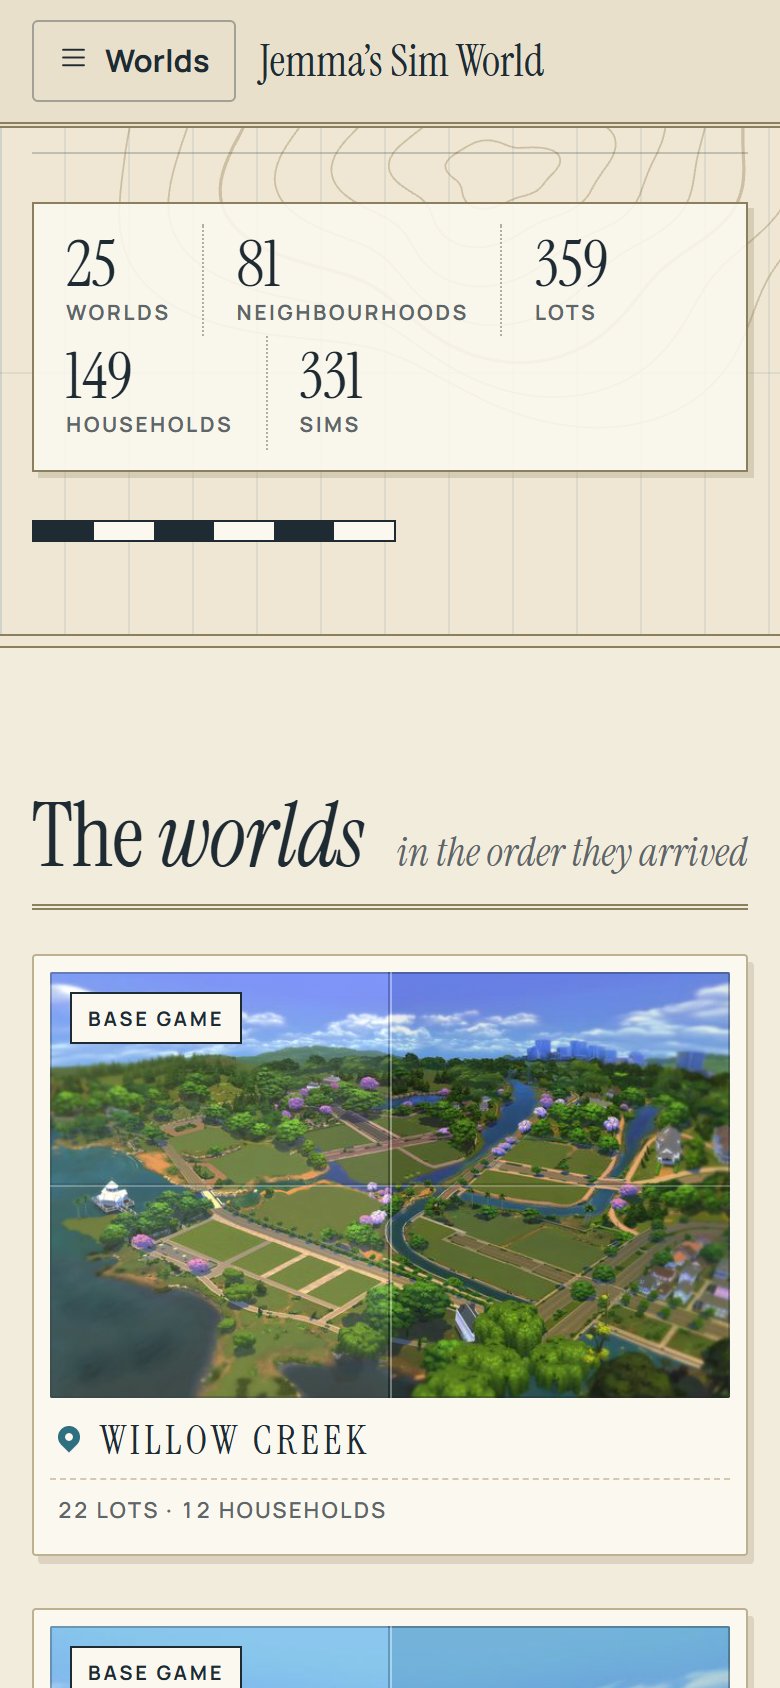 Worlds
Jemma’s Sim World
25
WORLDS
81
NEIGHBOURHOODS
359
LOTS
149
HOUSEHOLDS
331
SIMS
The worlds
in the order they arrived
BASE GAME
WILLOW CREEK
22 LOTS · 12 HOUSEHOLDS
BASE GAME